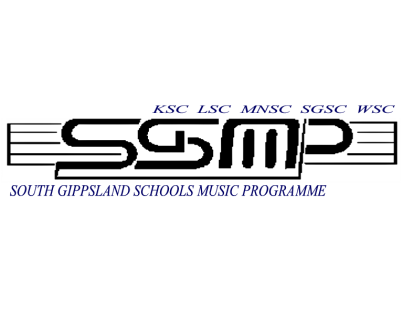 KSC LSC MNSC SGSC WSC
SGMP
SOUTH GIPPSLAND SCHOOLS MUSIC PROGRAMME